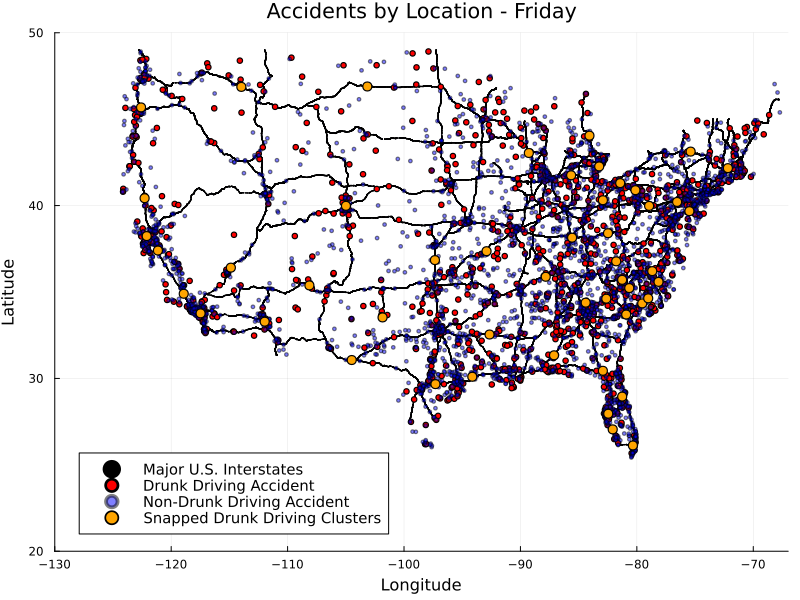 Accidents by Location - Friday
50
40
30
20
Latitude
−130
−120
−110
−100
−90
−80
−70
Longitude
Major U.S. Interstates
Drunk Driving Accident
Non-Drunk Driving Accident
Snapped Drunk Driving Clusters